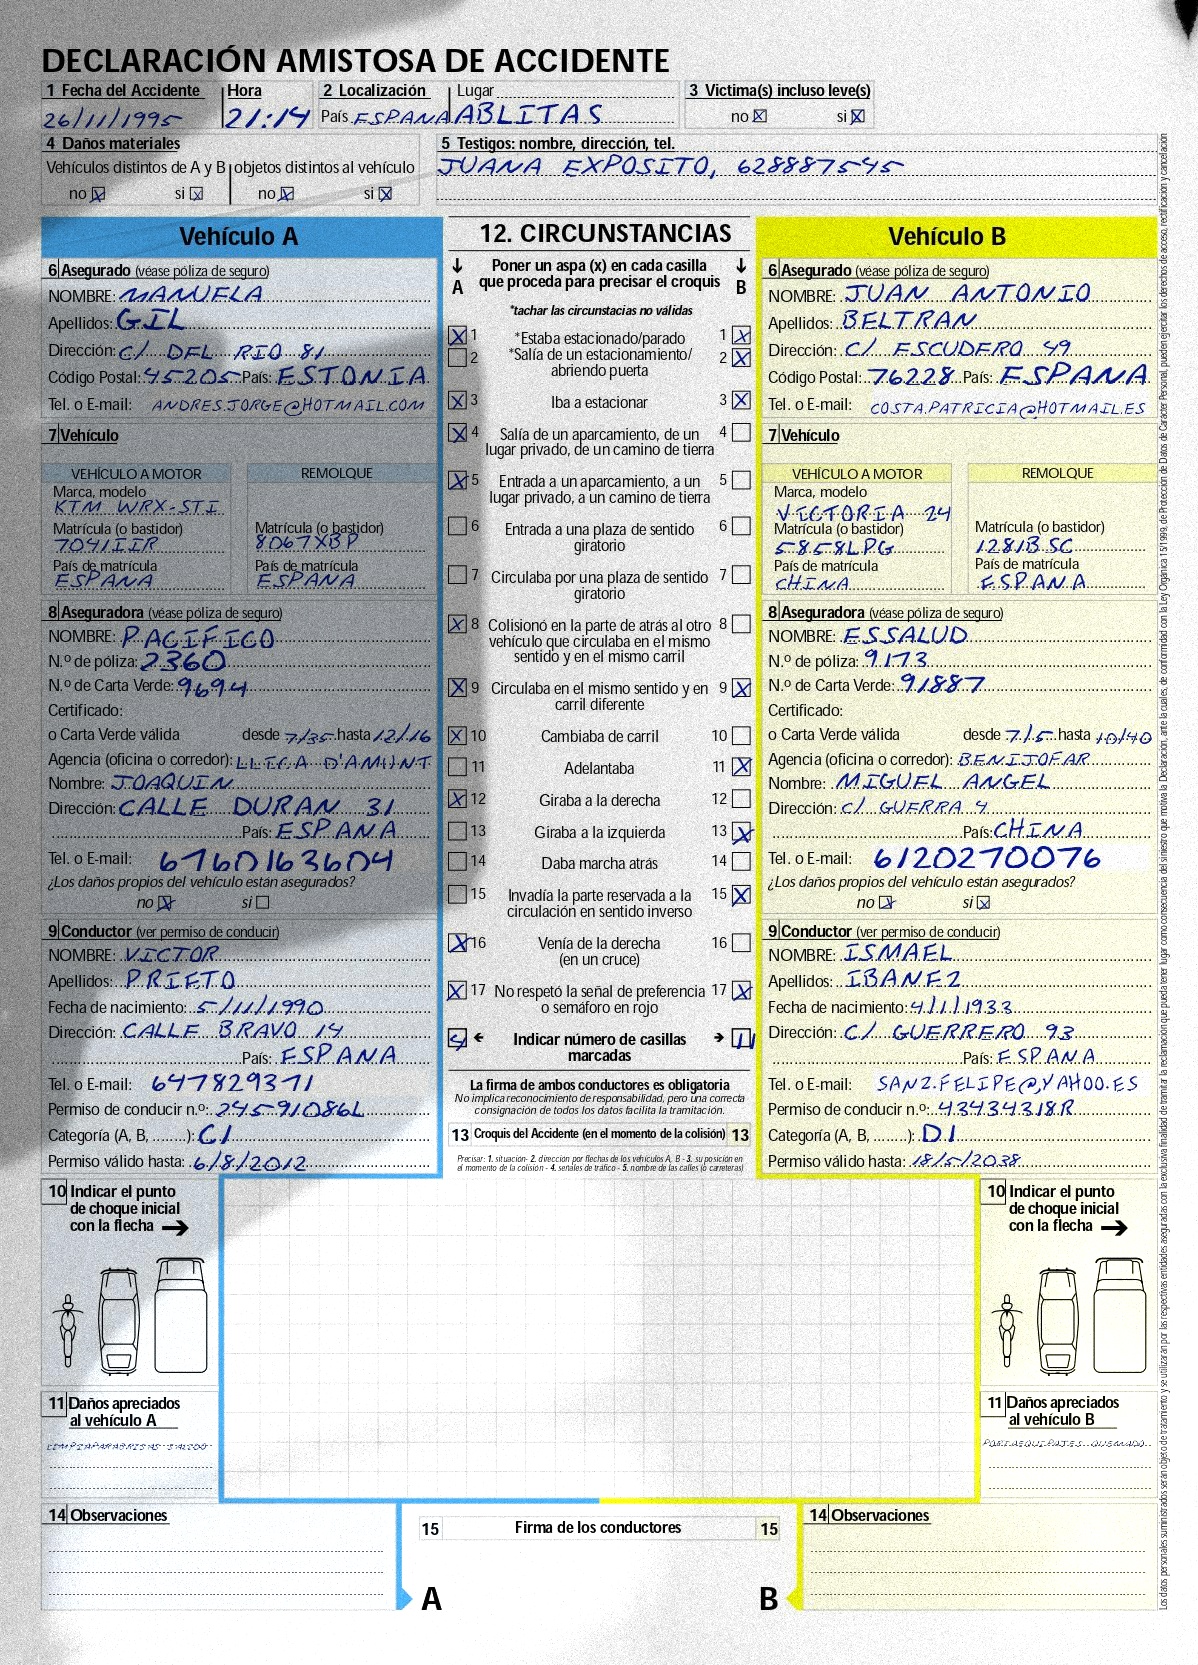 DECLARACIÓN AMISTOSA DE ACCIDENTE
1 Fecha del Accidente Hora 2 Localización Lugar 3 Victima(s) incluso leve(s)
26/11/1995 21:14 País ESPANA ABLITAS no X si X
4 Daños materiales 5 Testigos: nombre, dirección, tel.
Vehículos distintos de A y B objetos distintos al vehículo JUANA EXPOSITO, 628887545
no X si X no X si X
Vehículo A
6 Asegurado (véase póliza de seguro)
NOMBRE: MANUELA
Apellidos: GIL
Dirección: C/ DEL RIO 81
Código Postal: 45205 País: ESTONIA
Tel. o E-mail: ANDRES.JORGE@HOTMAIL.COM
7 Vehículo
VEHÍCULO A MOTOR REMOLQUE
Marca, modelo
KTM WRX-STI
Matrícula (o bastidor) Matrícula (o bastidor)
7041IIR 8067XBP
País de matrícula País de matrícula
ESPANA ESPANA
8 Aseguradora (véase póliza de seguro)
NOMBRE: PACIFICO
N.º de póliza: 2360
N.º de Carta Verde: 9694
Certificado:
o Carta Verde válida desde 7/35 hasta 12/16
Agencia (oficina o corredor): LLICA D'AMUNT
Nombre: JOAQUIN
Dirección: CALLE DURAN 31
País: ESPANA
Tel. o E-mail: 6760163604
¿Los daños propios del vehículo están asegurados?
no X si
9 Conductor (ver permiso de conducir)
NOMBRE: VICTOR
Apellidos: PRIETO
Fecha de nacimiento: 5/11/1990
Dirección: CALLE BRAVO 14
País: ESPANA
Tel. o E-mail: 647829371
Permiso de conducir n.º: 24591086L
Categoría (A, B, ........): C1
Permiso válido hasta: 6/8/2012
12. CIRCUNSTANCIAS
A Poner un aspa (x) en cada casilla que proceda para precisar el croquis B
*tachar las circunstacias no válidas
X 1 *Estaba estacionado/parado 1 X
2 *Salía de un estacionamiento/ 2 X
abriendo puerta
X 3 Iba a estacionar 3 X
X 4 Salía de un aparcamiento, de un 4
lugar privado, de un camino de tierra
X 5 Entrada a un aparcamiento, a un 5
lugar privado, a un camino de tierra
6 Entrada a una plaza de sentido 6
giratorio
7 Circulaba por una plaza de sentido 7
giratorio
X 8 Colisionó en la parte de atrás al otro 8
vehículo que circulaba en el mismo
sentido y en el mismo carril
X 9 Circulaba en el mismo sentido y en 9 X
carril diferente
X 10 Cambiaba de carril 10
11 Adelantaba 11 X
X 12 Giraba a la derecha 12
13 Giraba a la izquierda 13 X
14 Daba marcha atrás 14
15 Invadía la parte reservada a la 15 X
circulación en sentido inverso
X 16 Venía de la derecha 16
(en un cruce)
X 17 No respetó la señal de preferencia 17 X
o semáforo en rojo
Indicar número de casillas 11
marcadas
La firma de ambos conductores es obligatoria
No implica reconocimiento de responsabilidad, pero una correcta
consignación de todos los datos facilita la tramitación.
13 Croquis del Accidente (en el momento de la colisión) 13
Precisar: 1. situación- 2. dirección por flechas de los vehículos A, B - 3. su posición en
el momento de la colisión - 4. señales de tráfico - 5. nombre de las calles (o carreteras)
Vehículo B
6 Asegurado (véase póliza de seguro)
NOMBRE: JUAN ANTONIO
Apellidos: BELTRAN
Dirección: C/ ESCUDERO 49
Código Postal: 76228 País: ESPANA
Tel. o E-mail: COSTA.PATRICIA@HOTMAIL.ES
7 Vehículo
VEHÍCULO A MOTOR REMOLQUE
Marca, modelo
VICTORIA 24
Matrícula (o bastidor) Matrícula (o bastidor)
5858LPG 1281BSC
País de matrícula País de matrícula
CHINA ESPANA
8 Aseguradora (véase póliza de seguro)
NOMBRE: ESSALUD
N.º de póliza: 9173
N.º de Carta Verde: 91887
Certificado:
o Carta Verde válida desde 7/5 hasta 10/40
Agencia (oficina o corredor): BENIJOFAR
Nombre: MIGUEL ANGEL
Dirección: C/ GUERRA 4
País: CHINA
Tel. o E-mail: 6120270076
¿Los daños propios del vehículo están asegurados?
no X si X
9 Conductor (ver permiso de conducir)
NOMBRE: ISMAEL
Apellidos: IBANEZ
Fecha de nacimiento: 4/1/1933
Dirección: C/ GUERRERO 93
País: ESPANA
Tel. o E-mail: SANZ.FELIPE@YAHOO.ES
Permiso de conducir n.º: 43434318R
Categoría (A, B, ........): D1
Permiso válido hasta: 18/5/2038
10 Indicar el punto
de choque inicial
con la flecha
11 Daños apreciados
al vehículo A
LIMPIAPARABRISAS
10 Indicar el punto
de choque inicial
con la flecha
11 Daños apreciados
al vehículo B
PORTAEQUIPAJES QUEMADO
14 Observaciones
15 Firma de los conductores 15
A B
14 Observaciones
Los datos personales suministrados serán objeto de tratamiento y se utilizaran por las respectivas entidades aseguradas con la exclusiva finalidad de tramitar la reclamación que pueda tener lugar como consecuencia del siniestro que motiva la Declaración, ante la cuales, de conformidad con la Ley Orgánica 15/1999, de Protección de Datos de Carácter Personal, pueden ejercitar los derechos de acceso, rectificación y cancelación